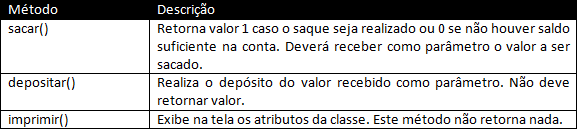 Método Descrição
sacar() Retorna valor 1 caso o saque seja realizado ou 0 se não houver saldo
suficiente na conta. Deverá receber como parâmetro o valor a ser
sacado.
depositar() Realiza o depósito do valor recebido como parâmetro. Não deve
retornar valor.
imprimir() Exibe na tela os atributos da classe. Este método não retorna nada.